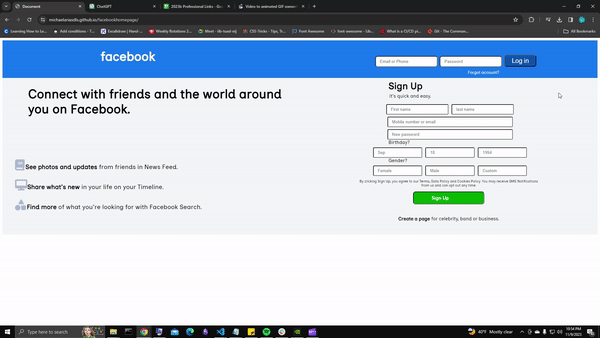 Document
ChatGPT
2023b Professional Links - Go
Video to animated GIF conver
michaelariasdls.github.io/facebookhomepage/
Learning How to Le
Add conditions - T
Excalidraw | Hand
Weekly Rotations 2
Meet
CSS-Tricks - Tips, Tr
Font Awesome
font awesome - Lib
What is a CI/CD pi
Git - The Comman
All Bookmarks
facebook
Email or Phone
Password
Log in
Forgot account?
Connect with friends and the world around
you on Facebook.
See photos and updates from friends in News Feed.
Share what's new in your life on your Timeline.
Find more of what you're looking for with Facebook Search.
Sign Up
It's quick and easy.
First name
last name
Mobile number or email
New password
Birthday?
Sep
1994
Gender?
Female
Male
Custom
By clicking Sign Up, you agree to our Terms, Data Policy and Cookies Policy. You may receive SMS Notifications
from us and can opt out any time.
Sign Up
Create a page for celebrity, band or business.
Type here to search
40°F Mostly clear
10:54 PM
11/9/2023